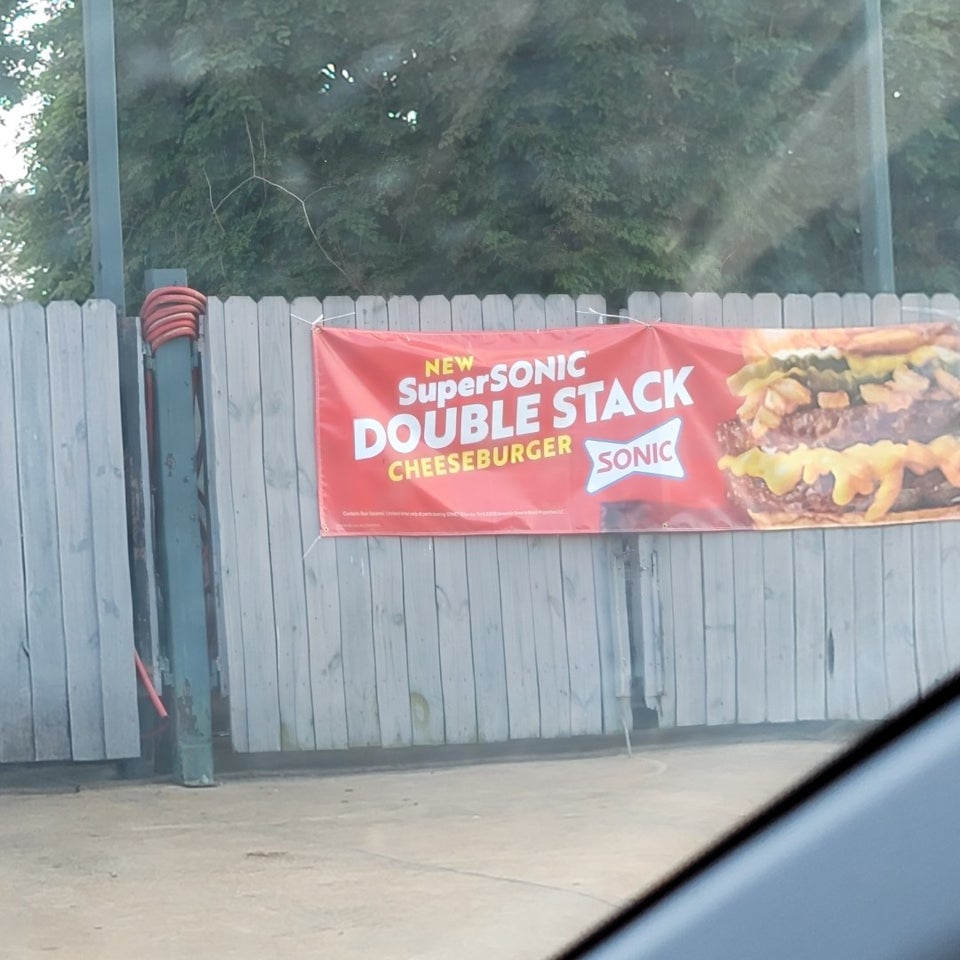 NEW
SuperSONIC
DOUBLE STACK
CHEESEBURGER
SONIC